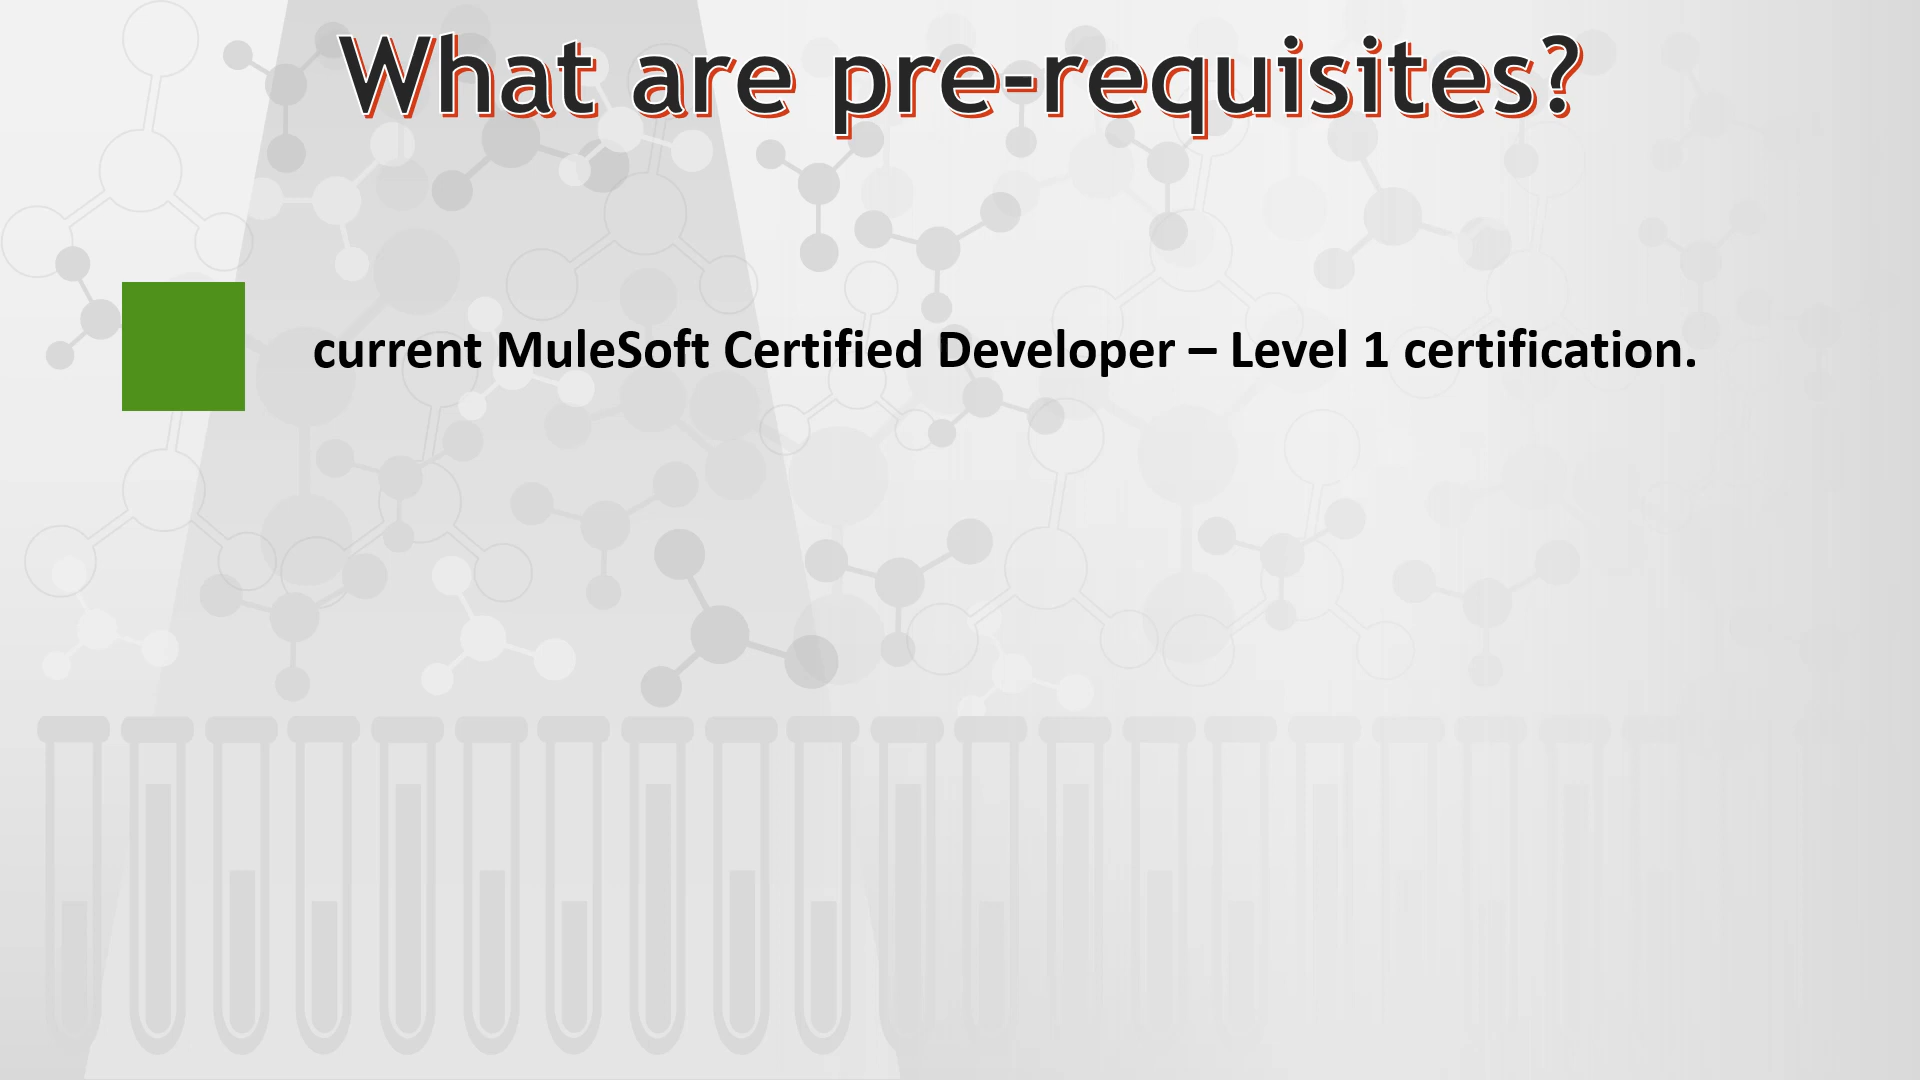 What are pre-requisites?
current MuleSoft Certified Developer – Level 1 certification.